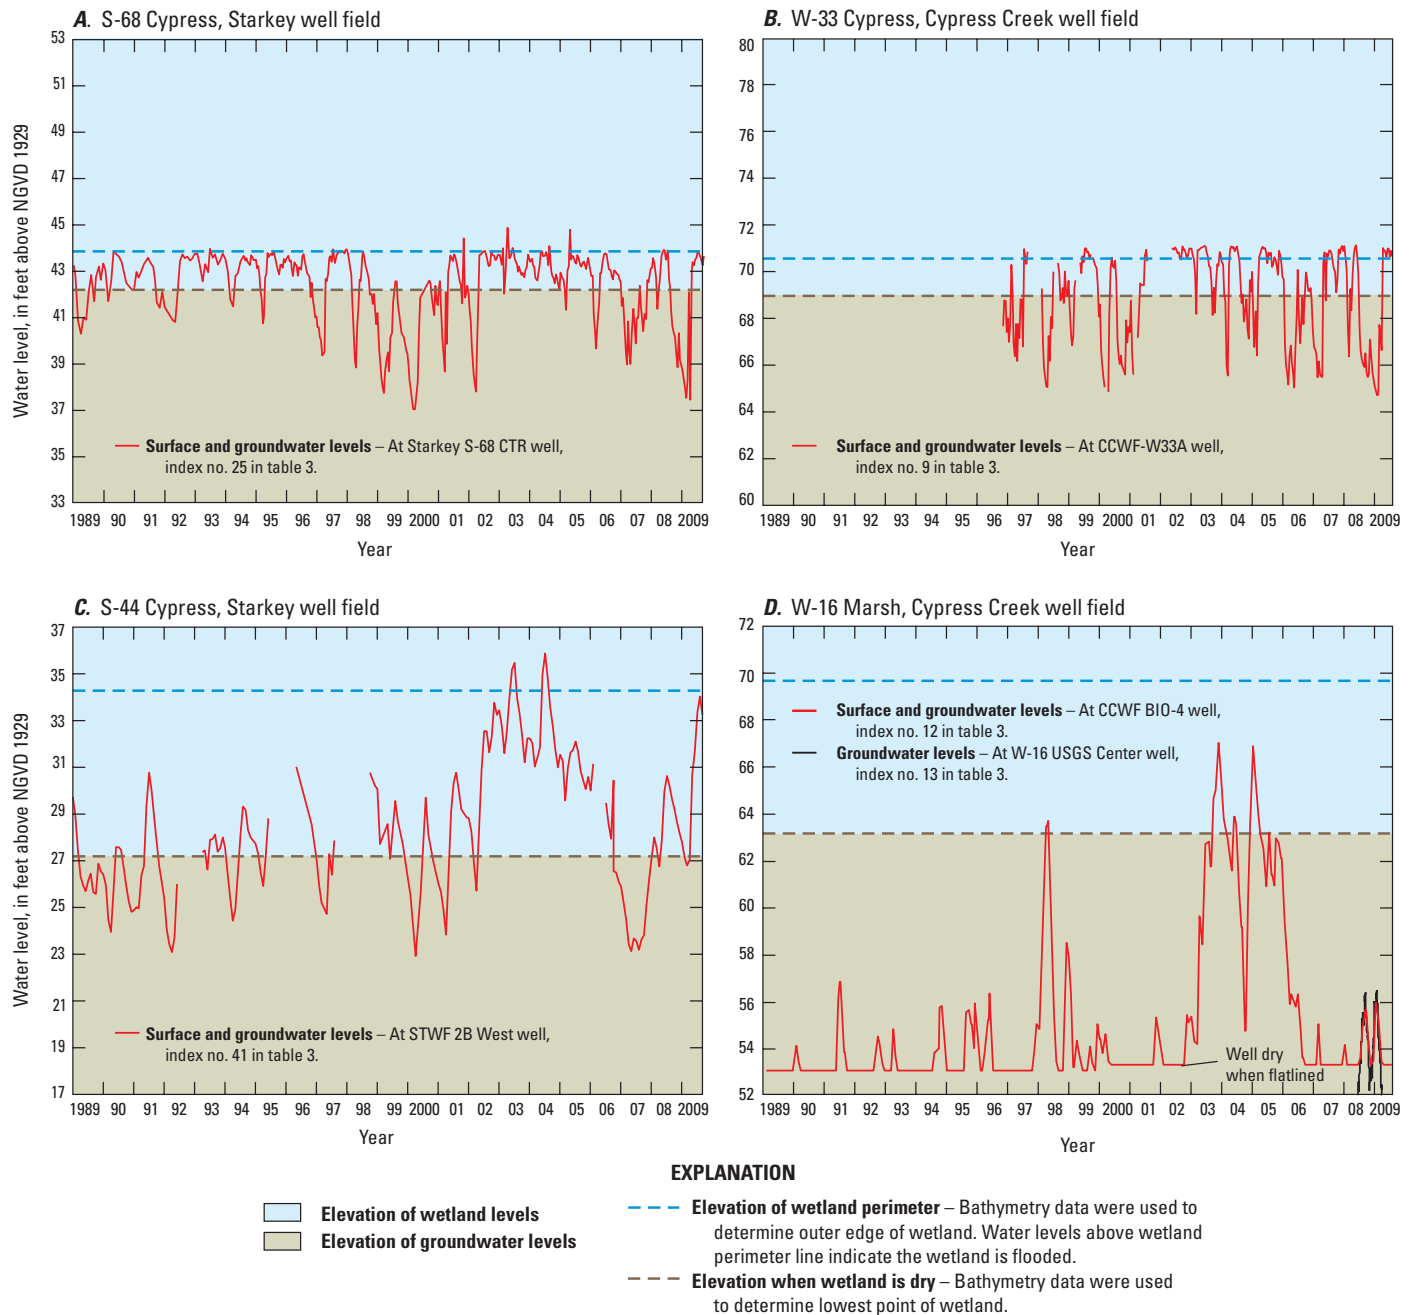 A. S-68 Cypress, Starkey well field
53
51
49
47
45
43
41
39
37
35
33
Water level, in feet above NGVD 1929
Surface and groundwater levels – At Starkey S-68 CTR well,
index no. 25 in table 3.
1989 90 91 92 93 94 95 96 97 98 99 2000 01 02 03 04 05 06 07 08 2009
Year
B. W-33 Cypress, Cypress Creek well field
80
78
76
74
72
70
68
66
64
62
60
Surface and groundwater levels – At CCWF-W33A well,
index no. 9 in table 3.
1989 90 91 92 93 94 95 96 97 98 99 2000 01 02 03 04 05 06 07 08 2009
Year
C. S-44 Cypress, Starkey well field
37
35
33
31
29
27
25
23
21
19
17
Water level, in feet above NGVD 1929
Surface and groundwater levels – At STWF 2B West well,
index no. 41 in table 3.
1989 90 91 92 93 94 95 96 97 98 99 2000 01 02 03 04 05 06 07 08 2009
Year
D. W-16 Marsh, Cypress Creek well field
72
70
68
66
64
62
60
58
56
54
52
Surface and groundwater levels – At CCWF BIO-4 well,
index no. 12 in table 3.
Groundwater levels – At W-16 USGS Center well,
index no. 13 in table 3.
Well dry
when flatlined
1989 90 91 92 93 94 95 96 97 98 99 2000 01 02 03 04 05 06 07 08 2009
Year
EXPLANATION
Elevation of wetland levels
Elevation of groundwater levels
Elevation of wetland perimeter – Bathymetry data were used to
determine outer edge of wetland. Water levels above wetland
perimeter line indicate the wetland is flooded.
Elevation when wetland is dry – Bathymetry data were used
to determine lowest point of wetland.